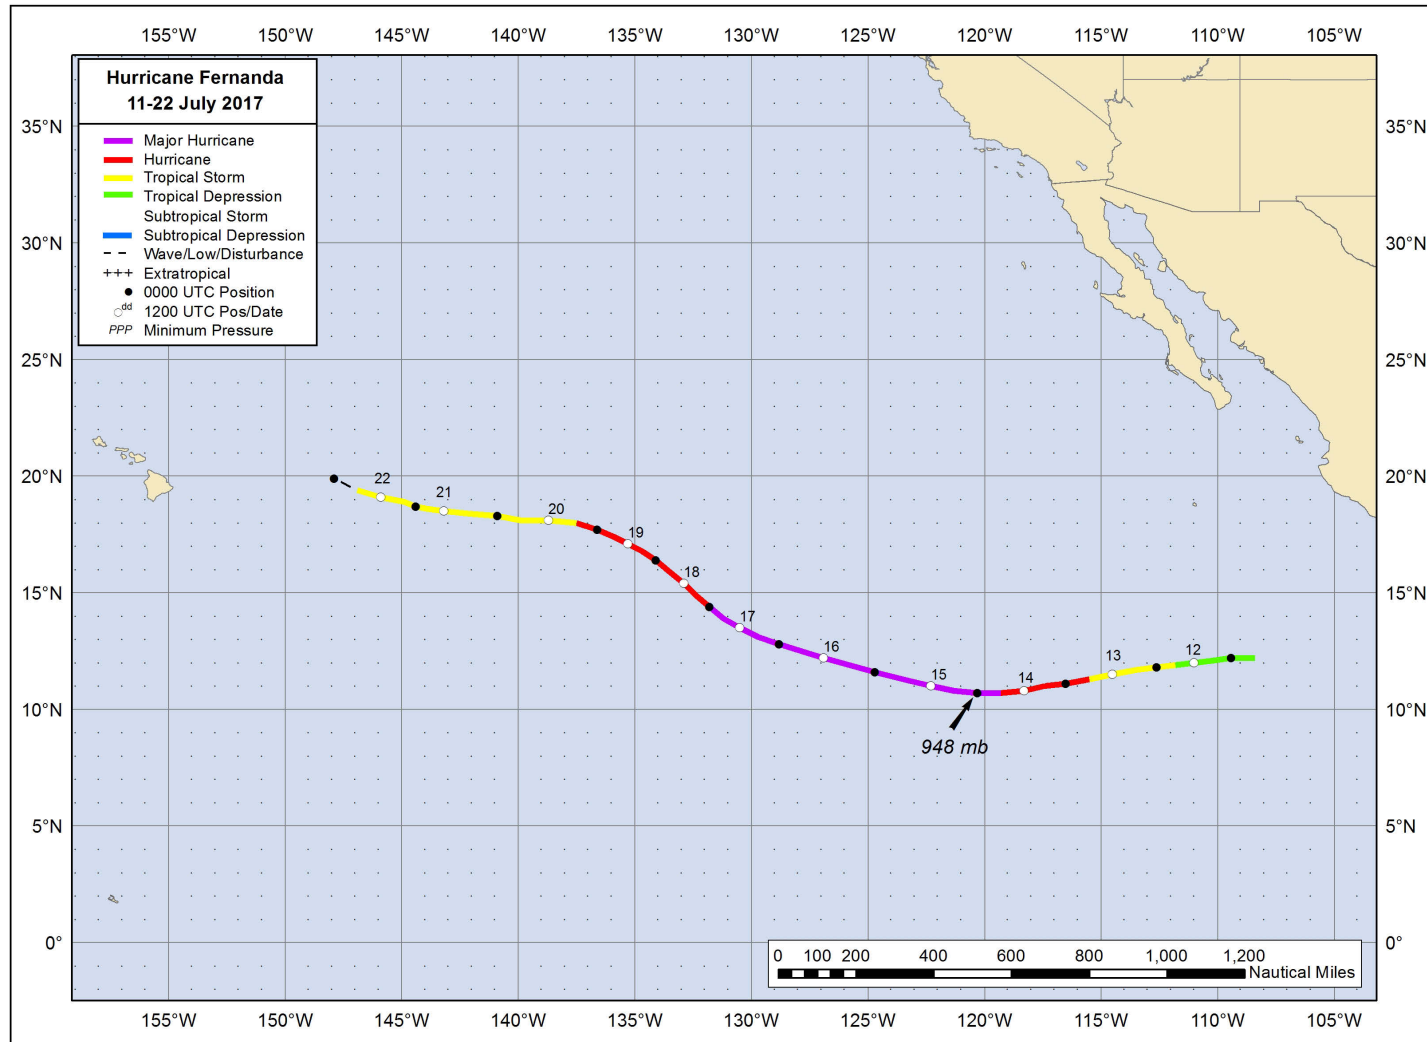 155°W 150°W 145°W 140°W 135°W 130°W 125°W 120°W 115°W 110°W 105°W
Hurricane Fernanda
11-22 July 2017
Major Hurricane
Hurricane
Tropical Storm
Tropical Depression
Subtropical Storm
Subtropical Depression
Wave/Low/Disturbance
+++ Extratropical
0000 UTC Position
dd 1200 UTC Pos/Date
PPP Minimum Pressure
35°N 35°N
30°N 30°N
25°N 25°N
20°N 20°N
22
21
20
19
18
15°N 15°N
17
16
15
14
13
12
10°N 10°N
948 mb
5°N 5°N
0° 0°
0 100 200 400 600 800 1,000 1,200
Nautical Miles
155°W 150°W 145°W 140°W 135°W 130°W 125°W 120°W 115°W 110°W 105°W